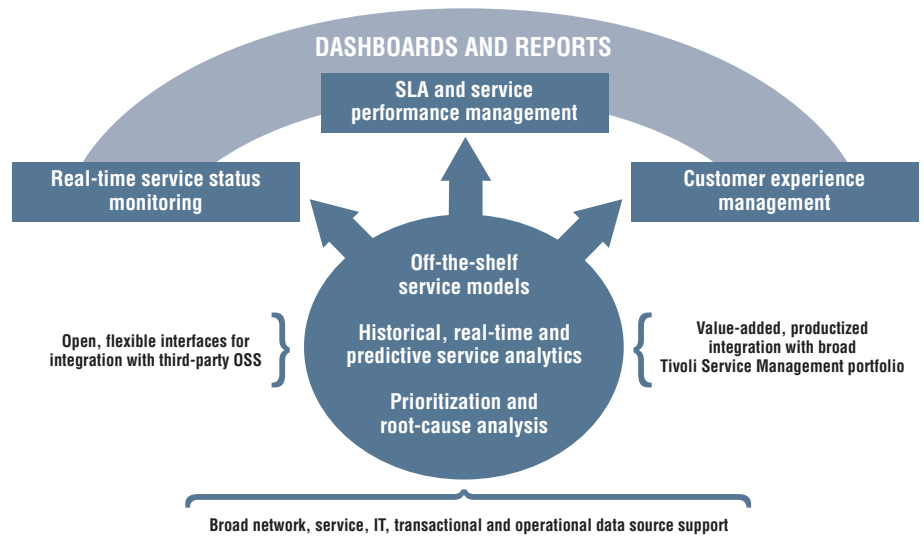 DASHBOARDS AND REPORTS
SLA and service
performance management
Real-time service status
monitoring
Customer experience
management
Off-the-shelf
service models
Historical, real-time and
predictive service analytics
Prioritization and
root-cause analysis
Open, flexible interfaces for
integration with third-party OSS
Value-added, productized
integration with broad
Tivoli Service Management portfolio
Broad network, service, IT, transactional and operational data source support